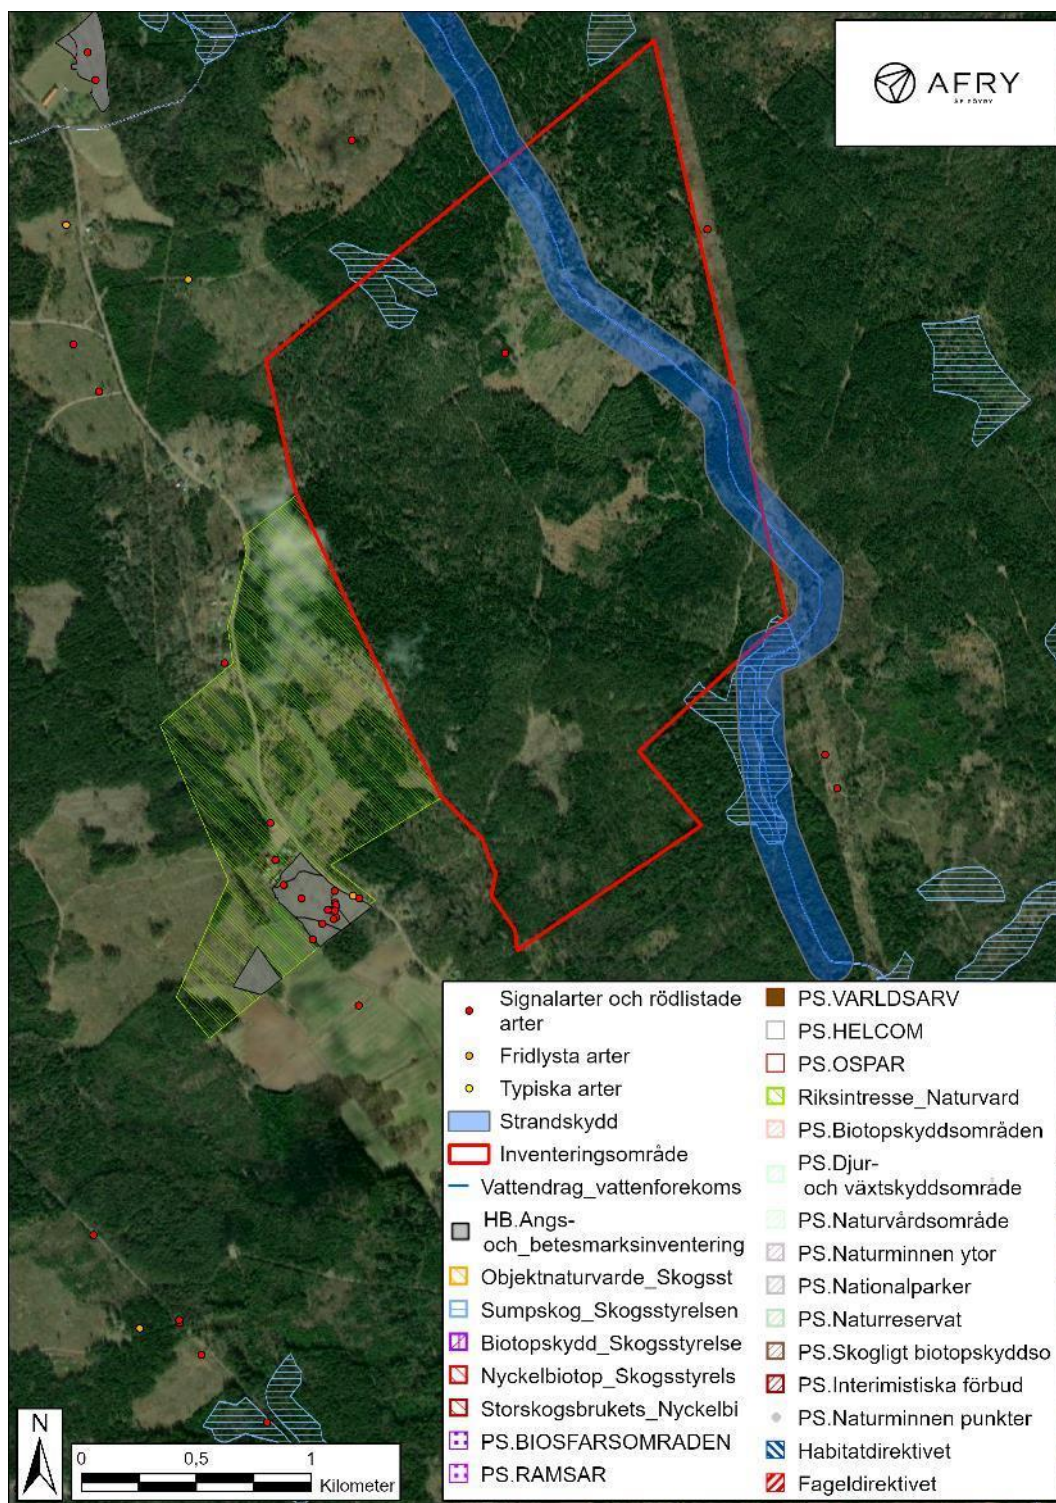 AFRY
ÅF PÖYRY
Signalarter och rödlistade
arter
Fridlysta arter
Typiska arter
Strandskydd
Inventeringsområde
Vattendrag_vattenforekoms
HB.Angs-
och_betesmarksinventering
Objektnaturvarde_Skogsst
Sumpskog_Skogsstyrelsen
Biotopskydd_Skogsstyrelse
Nyckelbiotop_Skogsstyrels
Storskogsbrukets_Nyckelbi
PS.BIOSFARSOMRADEN
PS.RAMSAR
PS.VARLDSARV
PS.HELCOM
PS.OSPAR
Riksintresse_Naturvard
PS.Biotopskyddsområden
PS.Djur-
och växtskyddsområde
PS.Naturvårdsområde
PS.Naturminnen ytor
PS.Nationalparker
PS.Naturreservat
PS.Skogligt biotopskyddso
PS.Interimistiska förbud
PS.Naturminnen punkter
Habitatdirektivet
Fageldirektivet
N
0 0,5 1
Kilometer